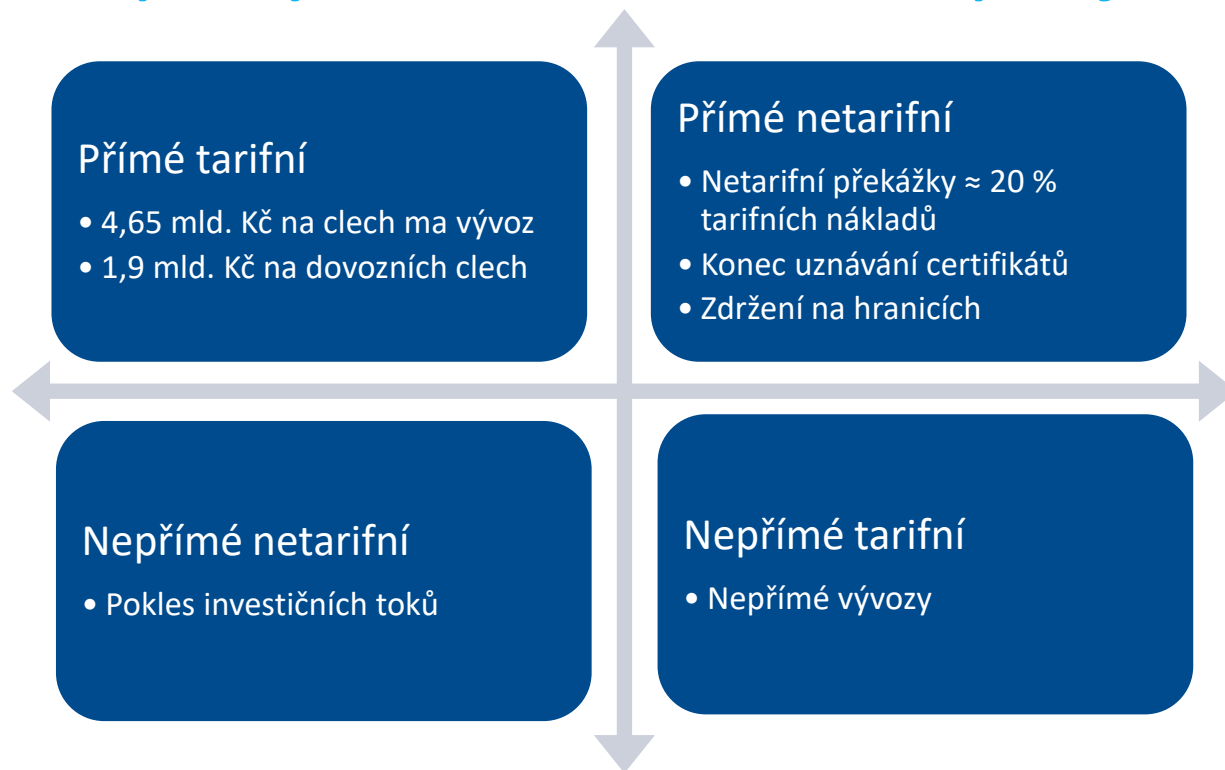 Přímé tarifní
• 4,65 mld. Kč na clech ma vývoz
• 1,9 mld. Kč na dovozních clech
Přímé netarifní
• Netarifní překážky ≈ 20 %
tarifních nákladů
• Konec uznávání certifikátů
• Zdržení na hranicích
Nepřímé netarifní
• Pokles investičních toků
Nepřímé tarifní
• Nepřímé vývozy